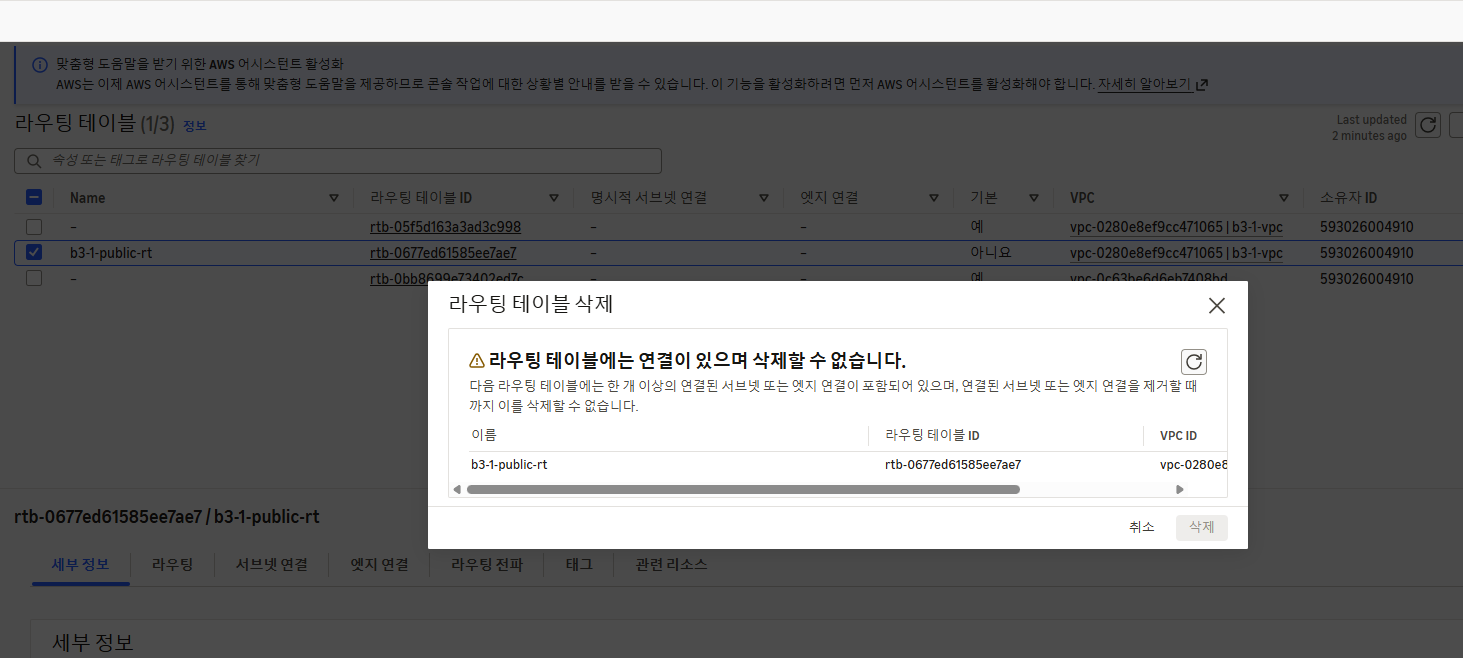 맞춤형 도움말을 받기 위한 AWS 어시스턴트 활성화
AWS는 이제 AWS 어시스턴트를 통해 맞춤형 도움말을 제공하므로 콘솔 작업에 대한 상황별 안내를 받을 수 있습니다. 이 기능을 활성화하려면 먼저 AWS 어시스턴트를 활성화해야 합니다. 자세히 알아보기
라우팅 테이블 (1/3) 정보
Last updated
2 minutes ago
속성 또는 태그로 라우팅 테이블 찾기
Name 라우팅 테이블 ID 명시적 서브넷 연결 엣지 연결 기본 VPC 소유자 ID
– rtb-05f5d163a3ad3c998 – – 예 vpc-0280e8ef9cc471065 | b3-1-vpc 593026004910
b3-1-public-rt rtb-0677ed61585ee7ae7 – – 아니요 vpc-0280e8ef9cc471065 | b3-1-vpc 593026004910
– rtb-0bb8699e73402ed7c – – 예 vpc-0c63be6d6eb7408bd 593026004910
라우팅 테이블 삭제
라우팅 테이블에는 연결이 있으며 삭제할 수 없습니다.
다음 라우팅 테이블에는 한 개 이상의 연결된 서브넷 또는 엣지 연결이 포함되어 있으며, 연결된 서브넷 또는 엣지 연결을 제거할 때
까지 이를 삭제할 수 없습니다.
이름 라우팅 테이블 ID VPC ID
b3-1-public-rt rtb-0677ed61585ee7ae7 vpc-0280e8
취소 삭제
rtb-0677ed61585ee7ae7 / b3-1-public-rt
세부 정보 라우팅 서브넷 연결 엣지 연결 라우팅 전파 태그 관련 리소스
세부 정보